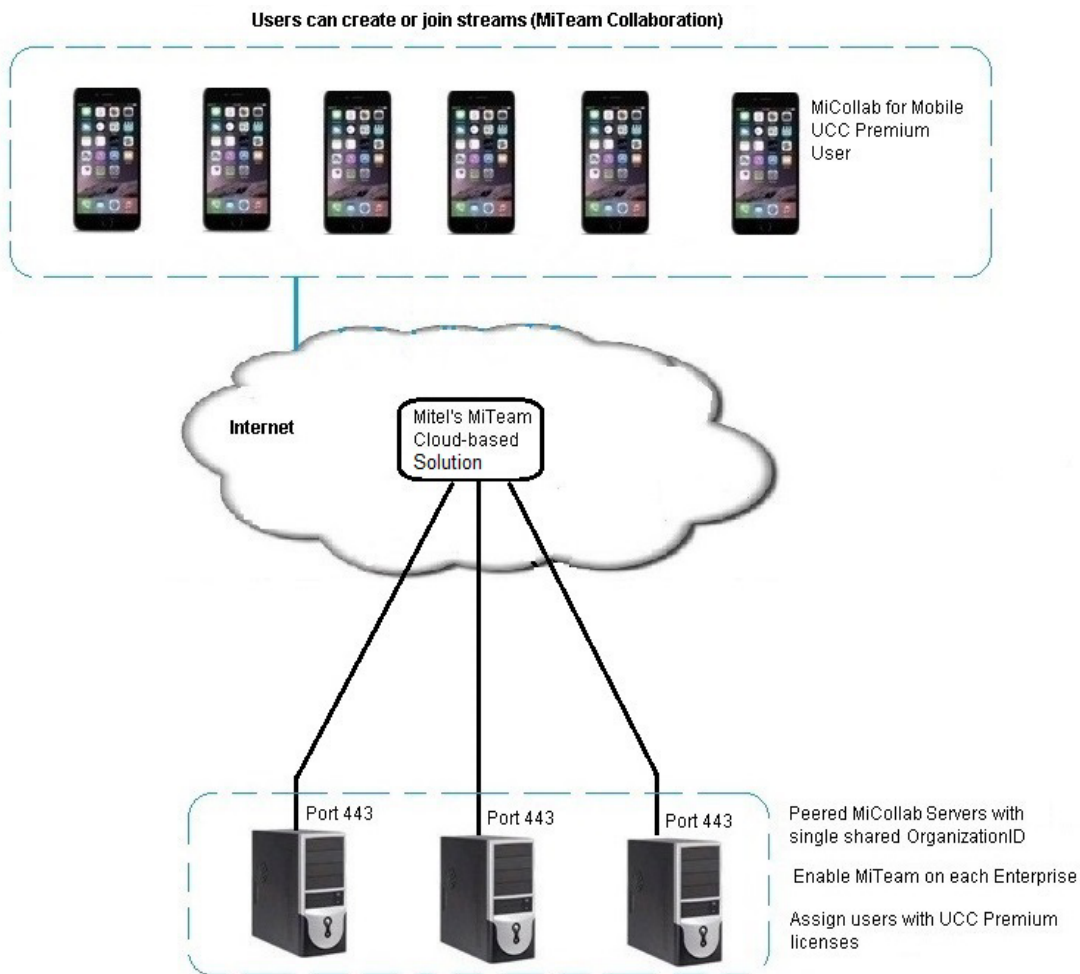 Users can create or join streams (MiTeam Collaboration)
MiCollab for Mobile
UCC Premium
User
Internet
Mitel's MiTeam
Cloud-based
Solution
Port 443
Port 443
Port 443
Peered MiCollab Servers with
single shared OrganizationID
Enable MiTeam on each Enterprise
Assign users with UCC Premium
licenses